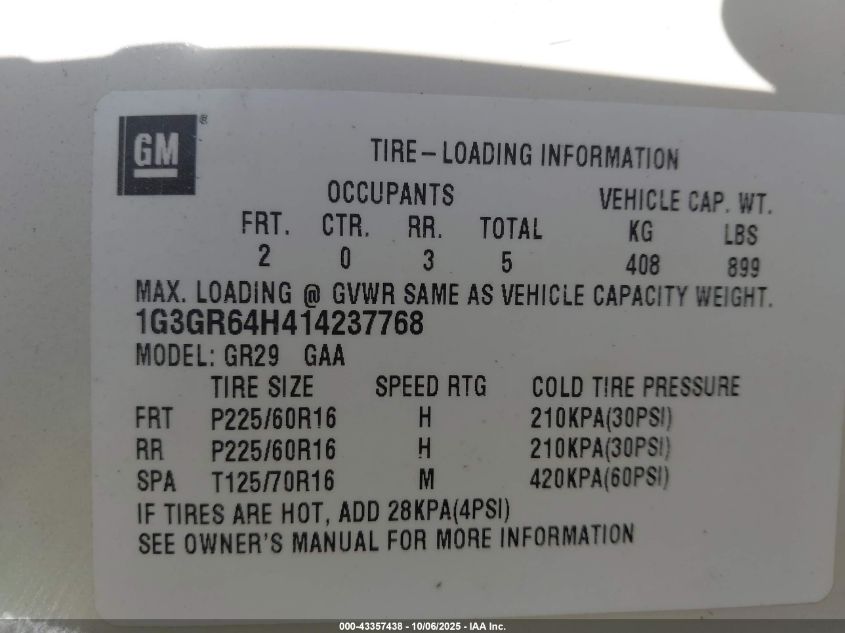 GM ®
TIRE-LOADING INFORMATION
OCCUPANTS VEHICLE CAP. WT.
FRT. CTR. RR. TOTAL KG LBS
2 0 3 5 408 899
MAX. LOADING @ GVWR SAME AS VEHICLE CAPACITY WEIGHT.
1G3GR64H414237768
MODEL: GR29 GAA
TIRE SIZE SPEED RTG COLD TIRE PRESSURE
FRT P225/60R16 H 210KPA(30PSI)
RR P225/60R16 H 210KPA(30PSI)
SPA T125/70R16 M 420KPA(60PSI)
IF TIRES ARE HOT, ADD 28KPA(4PSI)
SEE OWNER'S MANUAL FOR MORE INFORMATION
000-43357438 - 10/06/2025 - IAA Inc.